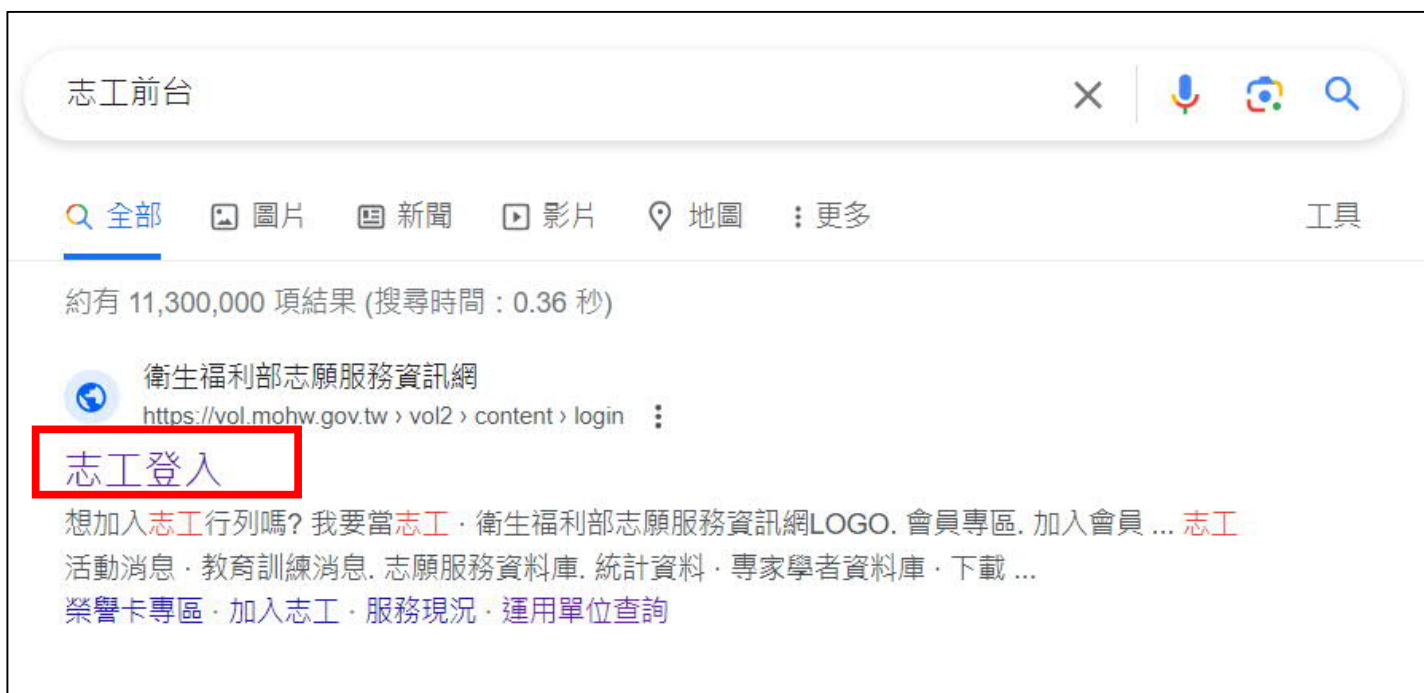 志工前台
全部 圖片 新聞 影片 地圖 更多 工具
約有 11,300,000 項結果 (搜尋時間：0.36 秒)
衛生福利部志願服務資訊網
https://vol.mohw.gov.tw › vol2 › content › login
志工登入
想加入志工行列嗎? 我要當志工 · 衛生福利部志願服務資訊網LOGO. 會員專區. 加入會員 ... 志工
活動消息 · 教育訓練消息. 志願服務資料庫. 統計資料 · 專家學者資料庫 · 下載 ...
榮譽卡專區 · 加入志工 · 服務現況 · 運用單位查詢